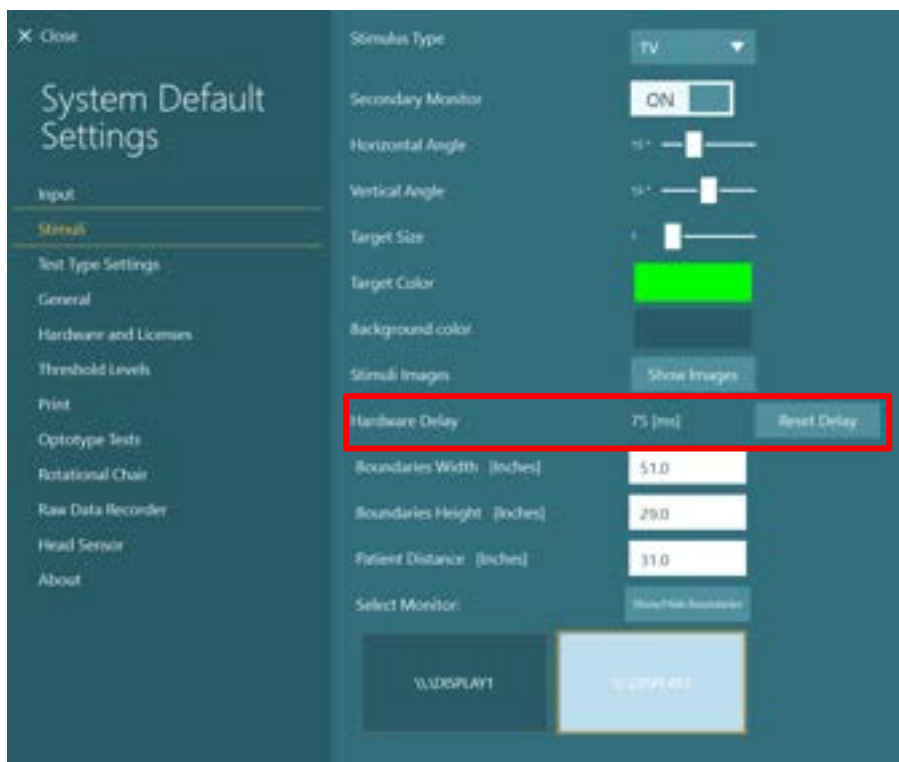 ✕ Close
System Default
Settings
Input
Stimuli
Test Type Settings
General
Hardware and Licenses
Threshold Levels
Print
Optotype Tests
Rotational Chair
Raw Data Recorder
Head Sensor
About
Stimulus Type TV
Secondary Monitor ON
Horizontal Angle
Vertical Angle
Target Size
Target Color
Background color
Stimuli Images Show Images
Hardware Delay 75 [ms] Reset Delay
Boundaries Width [Inches] 51.0
Boundaries Height [Inches] 29.0
Patient Distance [Inches] 31.0
Select Monitor: Show/Hide Boundaries
\\.\DISPLAY1